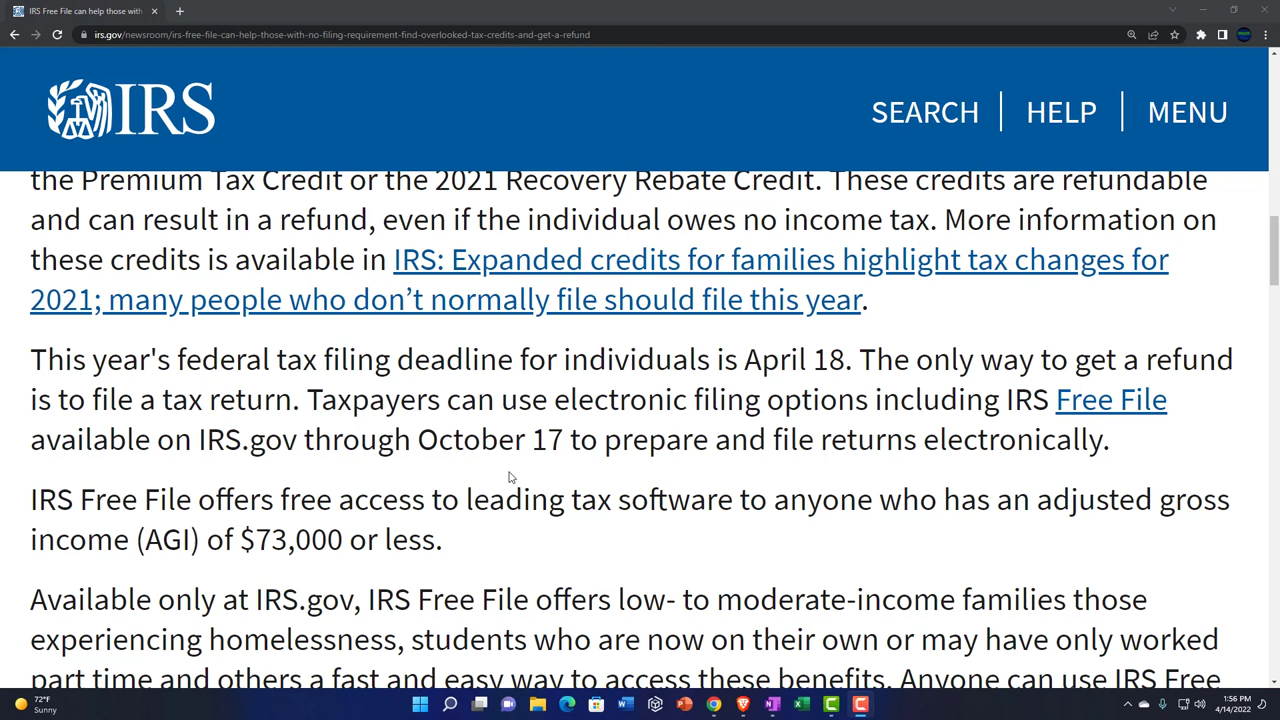 IRS Free File can help those with
irs.gov/newsroom/irs-free-file-can-help-those-with-no-filing-requirement-find-overlooked-tax-credits-and-get-a-refund
IRS
SEARCH
HELP
MENU
the Premium Tax Credit or the 2021 Recovery Rebate Credit. These credits are refundable
and can result in a refund, even if the individual owes no income tax. More information on
these credits is available in IRS: Expanded credits for families highlight tax changes for
2021; many people who don’t normally file should file this year.
This year's federal tax filing deadline for individuals is April 18. The only way to get a refund
is to file a tax return. Taxpayers can use electronic filing options including IRS Free File
available on IRS.gov through October 17 to prepare and file returns electronically.
IRS Free File offers free access to leading tax software to anyone who has an adjusted gross
income (AGI) of $73,000 or less.
Available only at IRS.gov, IRS Free File offers low- to moderate-income families those
experiencing homelessness, students who are now on their own or may have only worked
part time and others a fast and easy way to access these benefits. Anyone can use IRS Free
72°F
Sunny
1:56 PM
4/14/2022